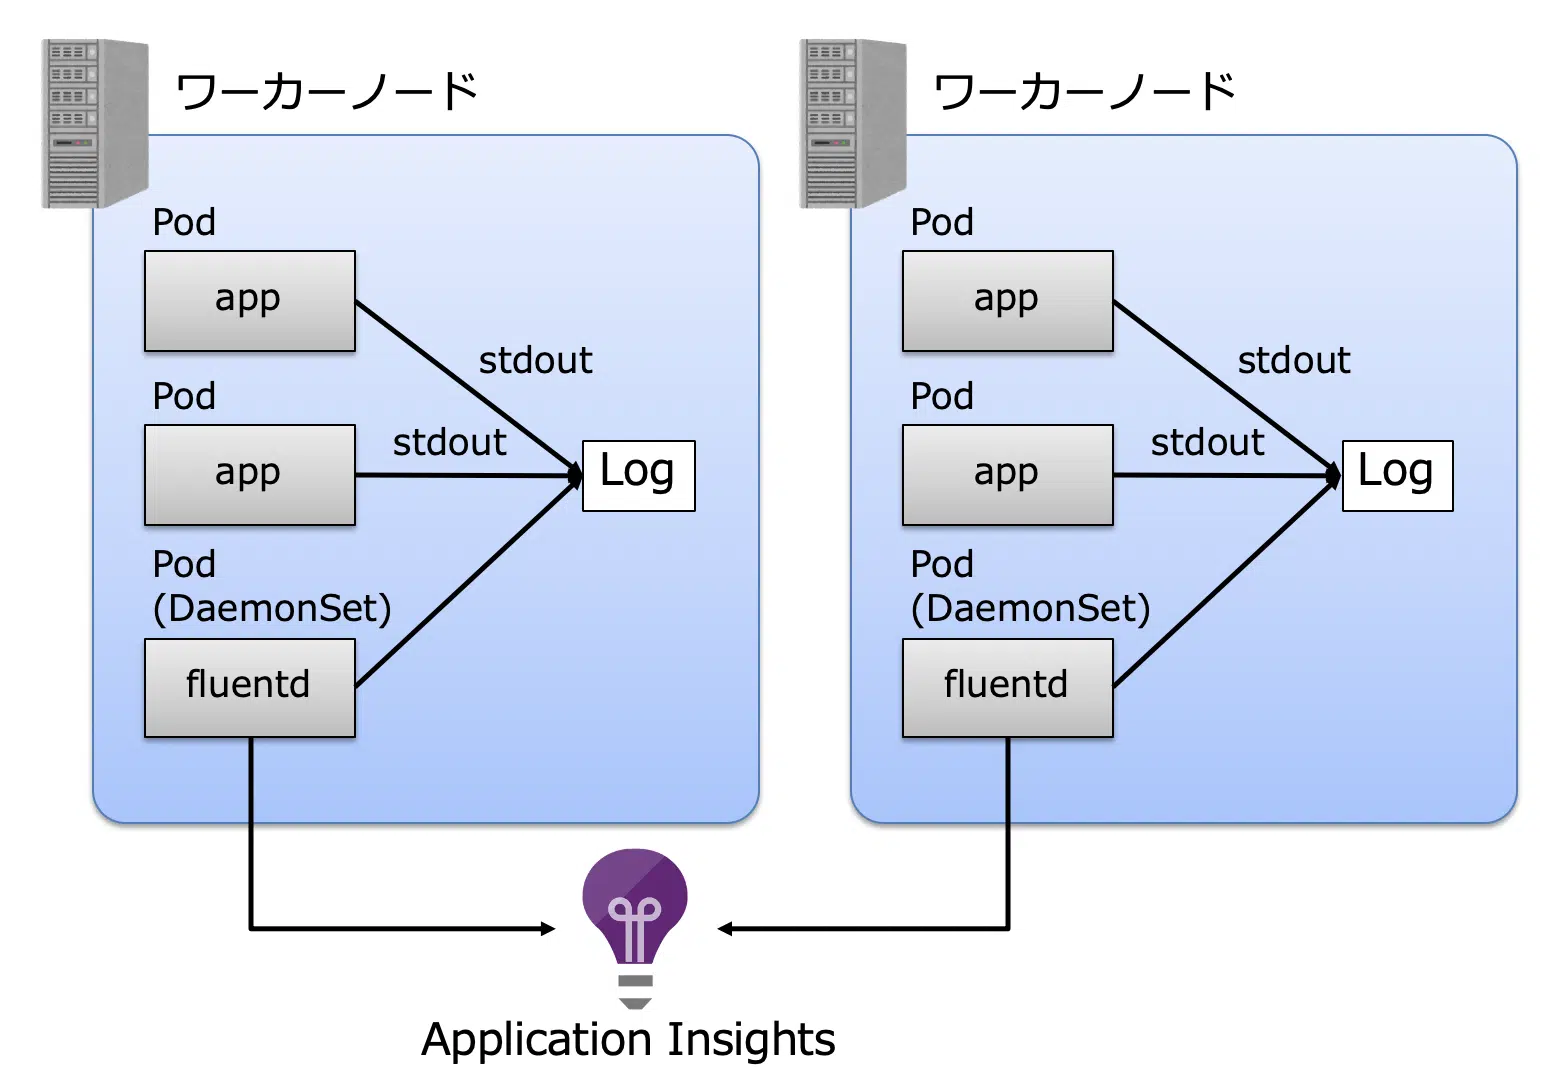 ワーカーノード
Pod
app
stdout
Pod
app
stdout
Log
Pod
(DaemonSet)
fluentd
ワーカーノード
Pod
app
stdout
Pod
app
stdout
Log
Pod
(DaemonSet)
fluentd
Application Insights